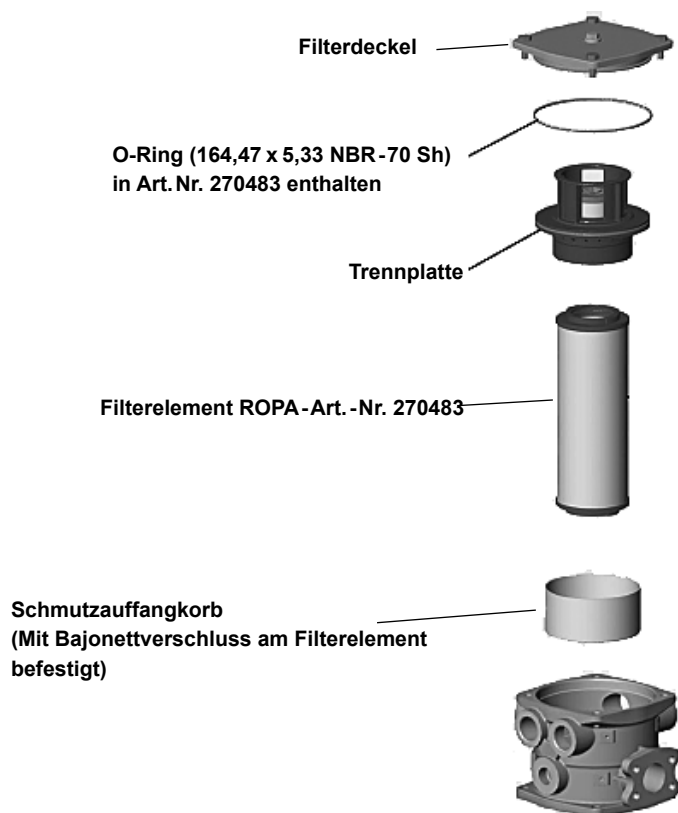 Filterdeckel
O-Ring (164,47 x 5,33 NBR-70 Sh)
in Art.Nr. 270483 enthalten
Trennplatte
Filterelement ROPA-Art.-Nr. 270483
Schmutzauffangkorb
(Mit Bajonettverschluss am Filterelement
befestigt)